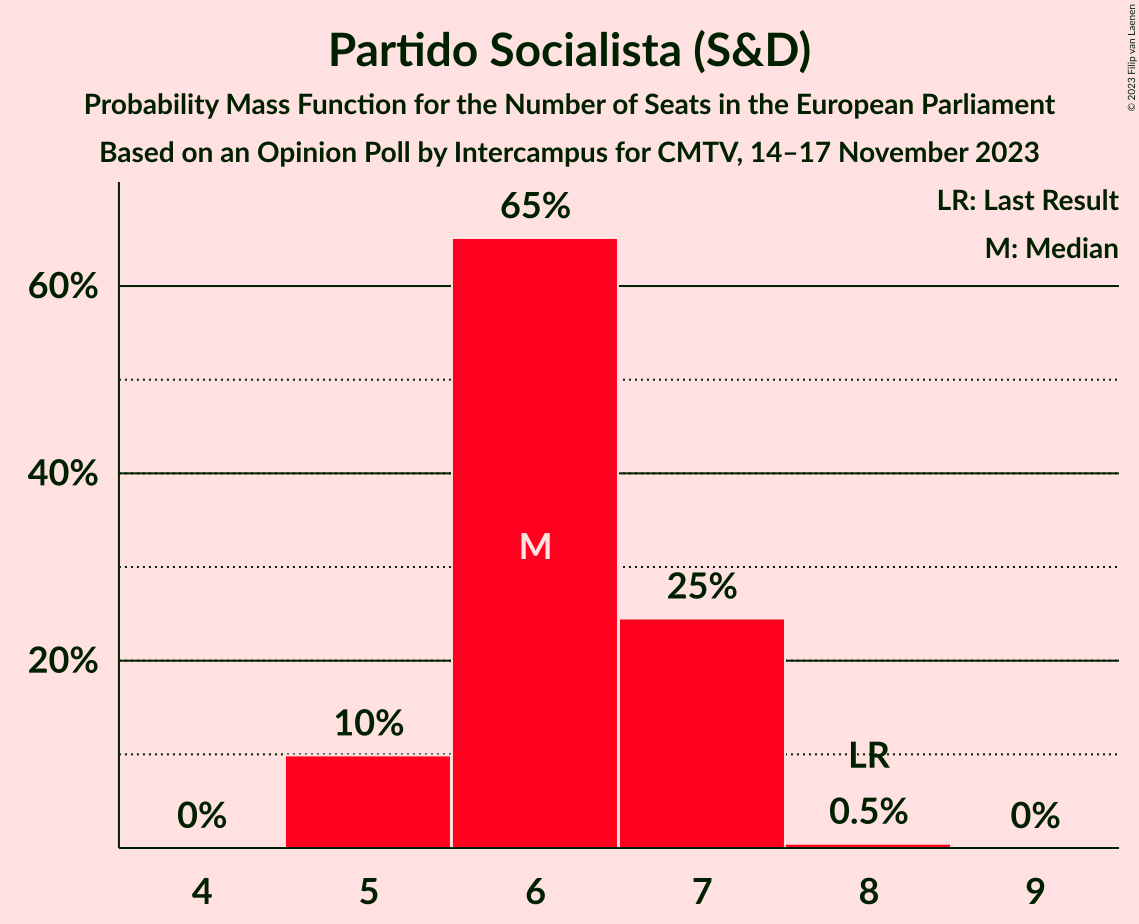 Partido Socialista (S&D)
Probability Mass Function for the Number of Seats in the European Parliament
Based on an Opinion Poll by Intercampus for CMTV, 14–17 November 2023
© 2023 Filip van Laenen
LR: Last Result
M: Median
60%
40%
20%
0%
10%
65%
M
25%
LR
0.5%
0%
4
5
6
7
8
9